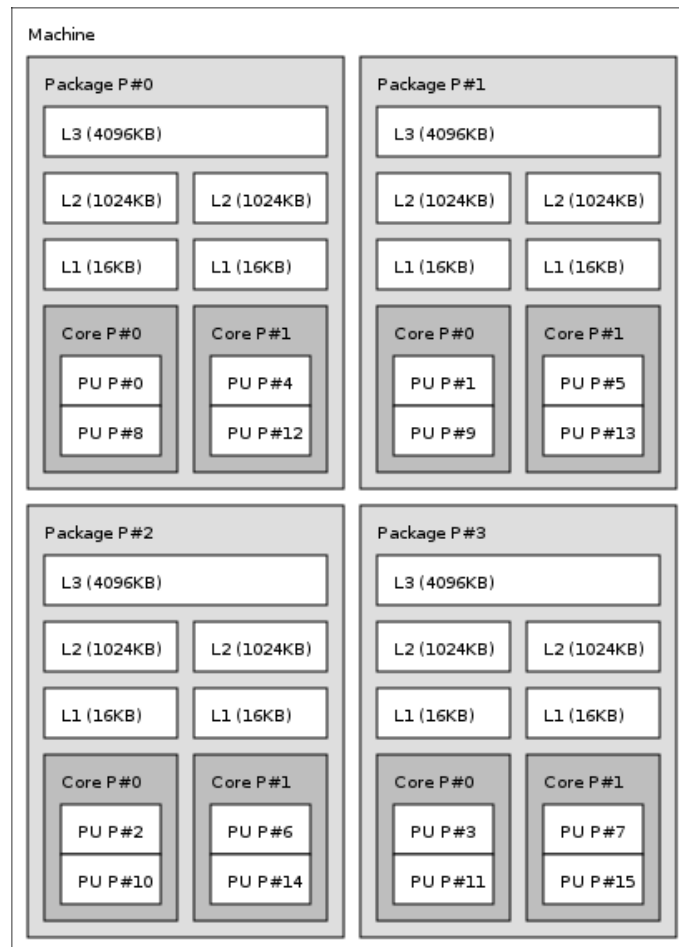 Machine
Package P#0
L3 (4096KB)
L2 (1024KB) L2 (1024KB)
L1 (16KB) L1 (16KB)
Core P#0 Core P#1
PU P#0 PU P#4
PU P#8 PU P#12
Package P#1
L3 (4096KB)
L2 (1024KB) L2 (1024KB)
L1 (16KB) L1 (16KB)
Core P#0 Core P#1
PU P#1 PU P#5
PU P#9 PU P#13
Package P#2
L3 (4096KB)
L2 (1024KB) L2 (1024KB)
L1 (16KB) L1 (16KB)
Core P#0 Core P#1
PU P#2 PU P#6
PU P#10 PU P#14
Package P#3
L3 (4096KB)
L2 (1024KB) L2 (1024KB)
L1 (16KB) L1 (16KB)
Core P#0 Core P#1
PU P#3 PU P#7
PU P#11 PU P#15